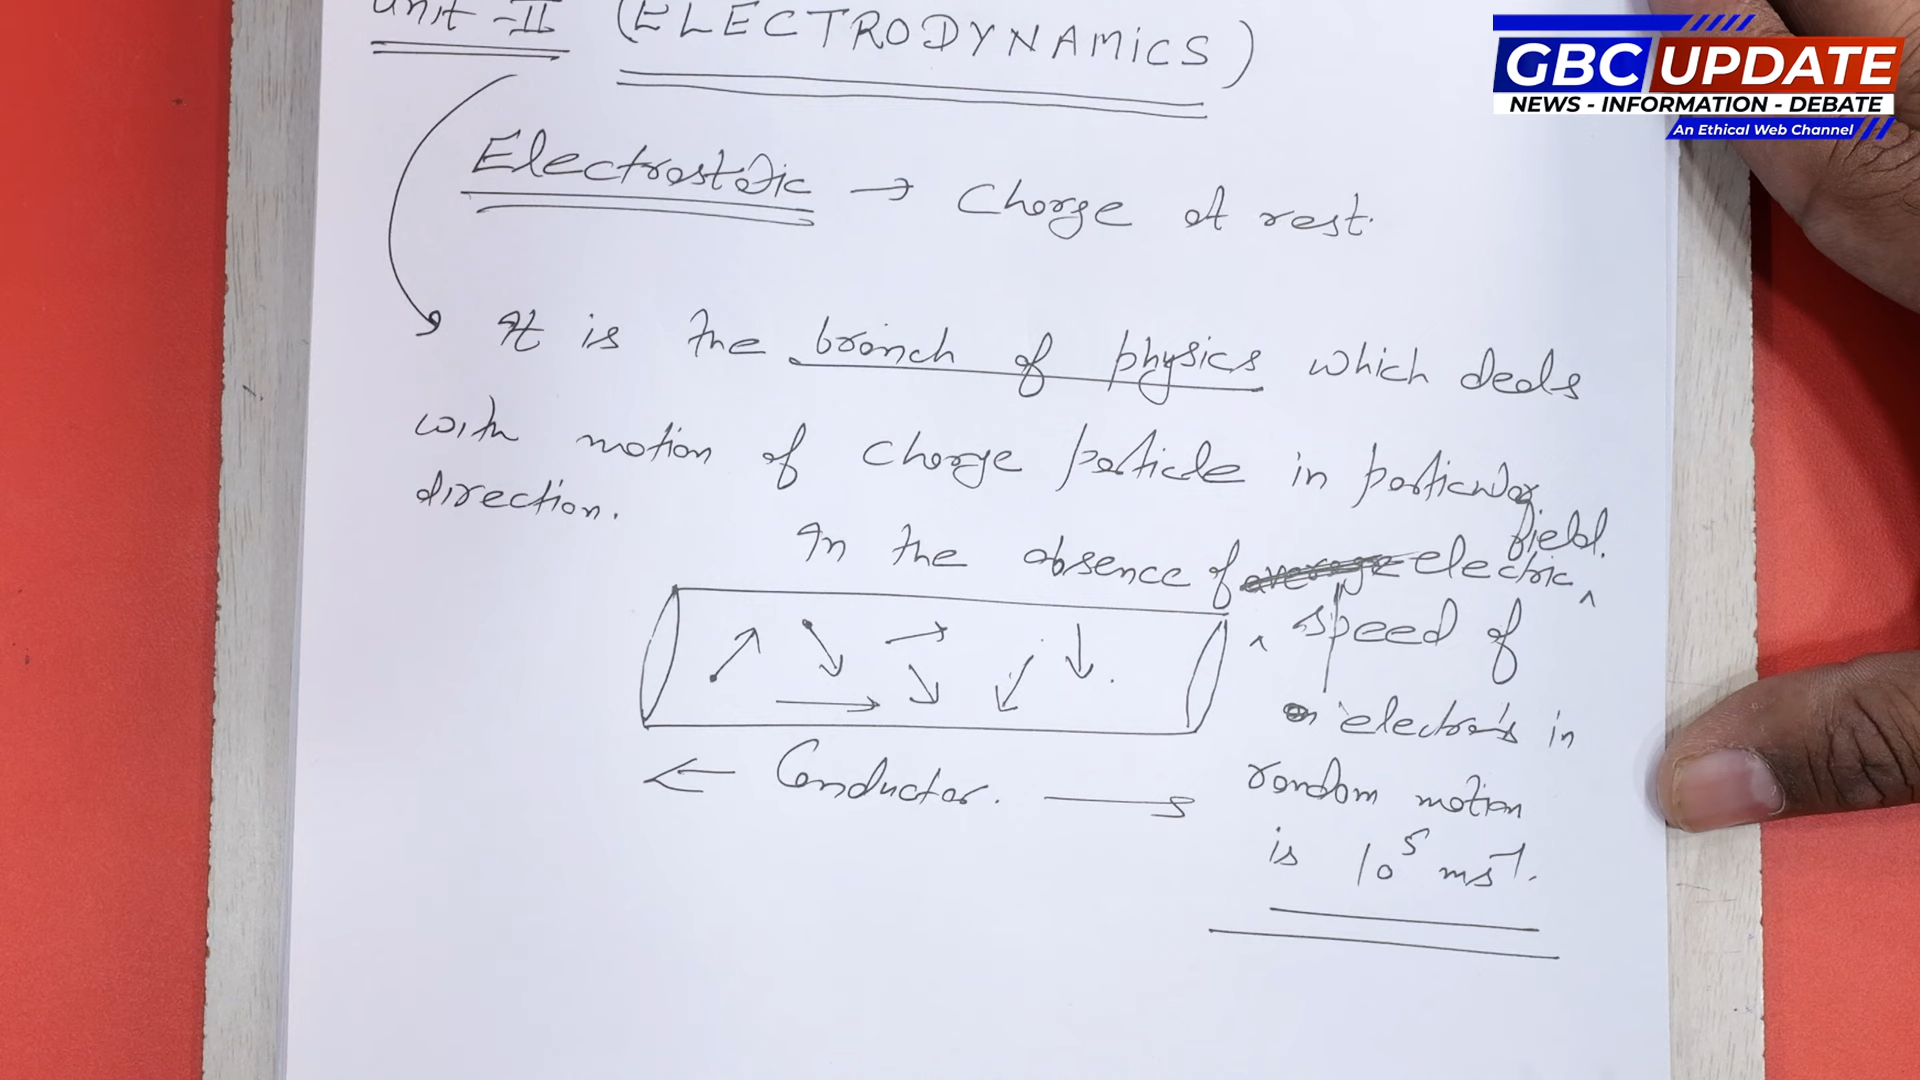 Unit -II (ELECTRODYNAMICS)
Electrostatic → Charge at rest.
It is the branch of physics which deals
with motion of charge particle in particular
direction.
In the absence of electric field.
^ speed of
electrons in
random motion
is 10⁵ ms⁻¹.
← Conductor. →
GBC UPDATE
NEWS - INFORMATION - DEBATE
An Ethical Web Channel